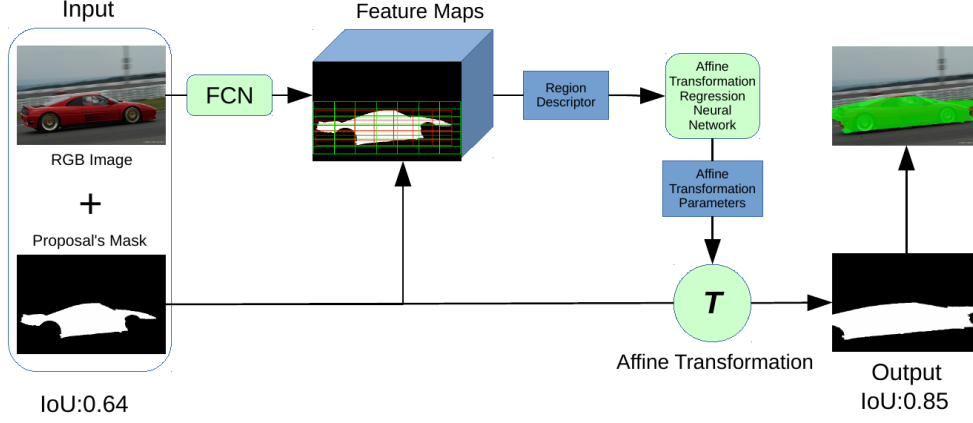 Input
Feature Maps
FCN
RGB Image
+
Proposal's Mask
Region
Descriptor
Affine
Transformation
Regression
Neural
Network
Affine
Transformation
Parameters
T
Affine Transformation
IoU:0.64
Output
IoU:0.85